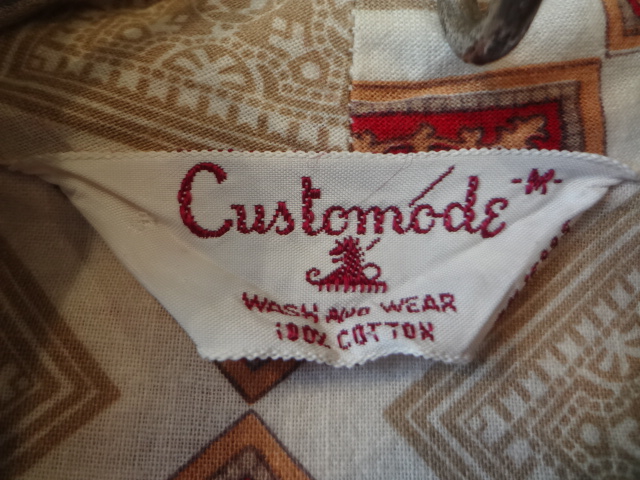 Customode
-M-
WASH AND WEAR
100% COTTON